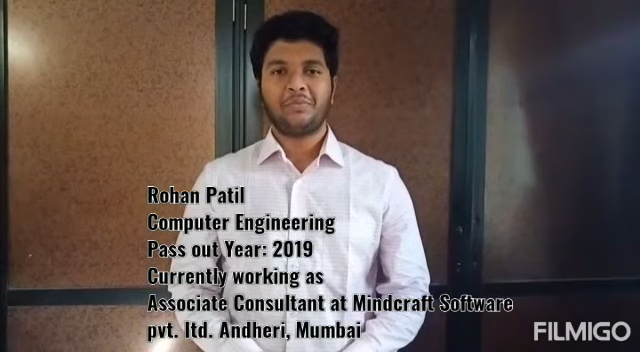 Rohan Patil
Computer Engineering
Pass out Year: 2019
Currently working as
Associate Consultant at Mindcraft Software
pvt. ltd. Andheri, Mumbai
FILMIGO